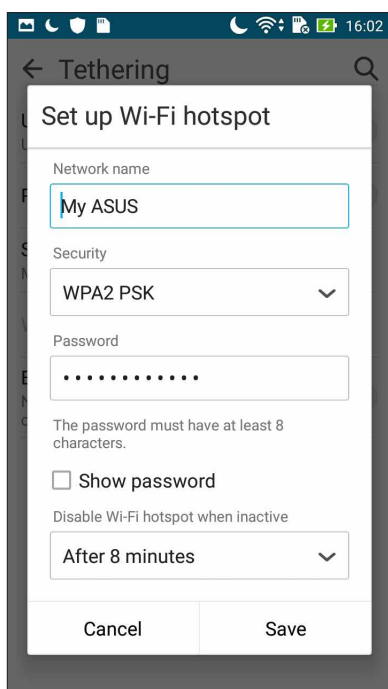 16:02
Tethering
Set up Wi-Fi hotspot
Network name
My ASUS
Security
WPA2 PSK
Password
••••••••••••
The password must have at least 8
characters.
Show password
Disable Wi-Fi hotspot when inactive
After 8 minutes
Cancel
Save